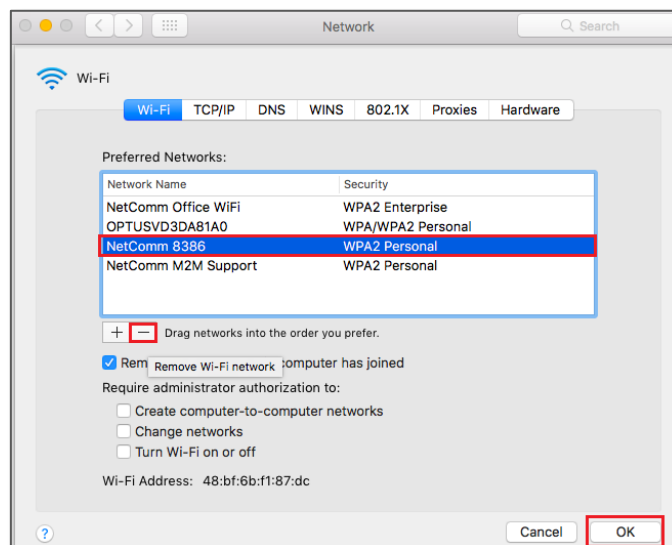 Network
Search
Wi-Fi
Wi-Fi TCP/IP DNS WINS 802.1X Proxies Hardware
Preferred Networks:
Network Name Security
NetComm Office WiFi WPA2 Enterprise
OPTUSVD3DA81A0 WPA/WPA2 Personal
NetComm 8386 WPA2 Personal
NetComm M2M Support WPA2 Personal
+ − Drag networks into the order you prefer.
computer has joined
Remove Wi-Fi network
Require administrator authorization to:
Create computer-to-computer networks
Change networks
Turn Wi-Fi on or off
Wi-Fi Address: 48:bf:6b:f1:87:dc
? Cancel OK